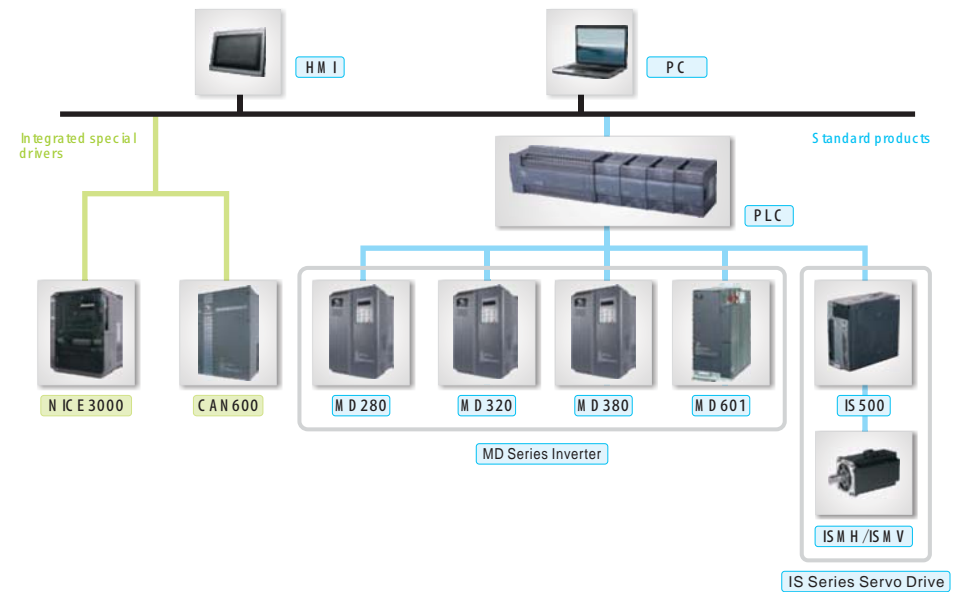 HMI
PC
Integrated special
drivers
Standard products
PLC
NICE3000
CAN600
MD280
MD320
MD380
MD601
IS500
MD Series Inverter
ISMH/ISMV
IS Series Servo Drive